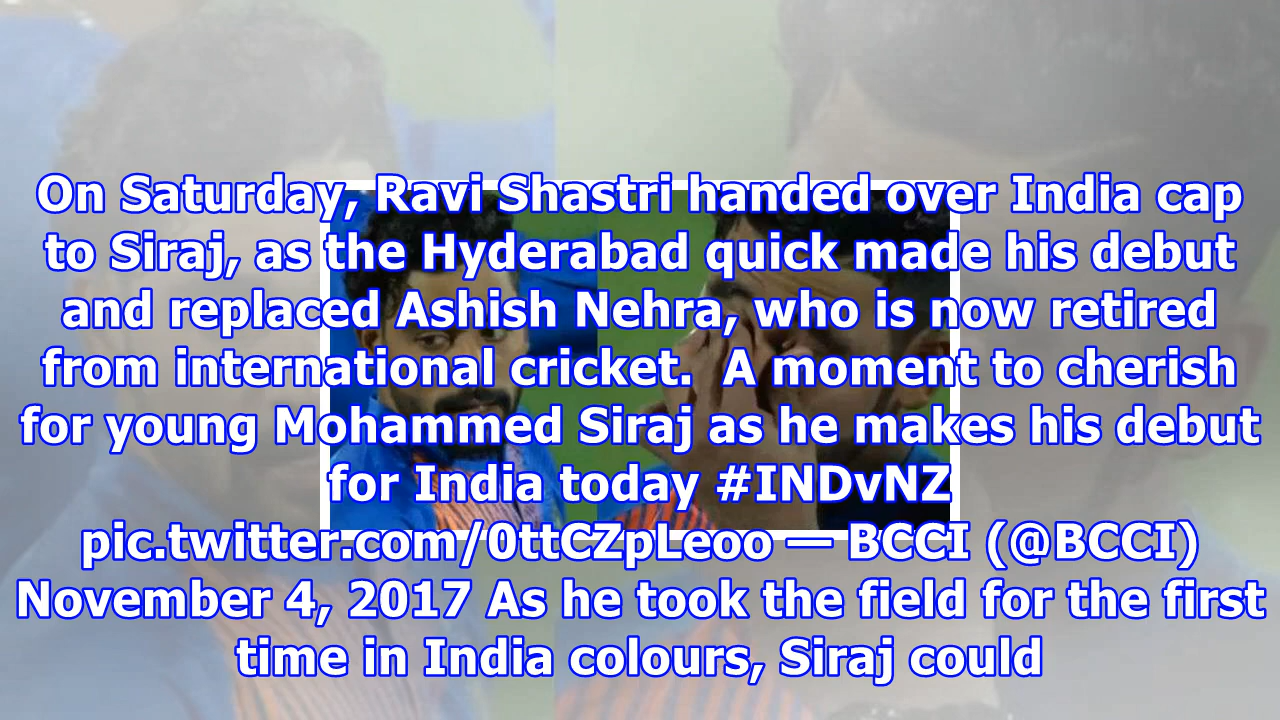 On Saturday, Ravi Shastri handed over India cap
to Siraj, as the Hyderabad quick made his debut
and replaced Ashish Nehra, who is now retired
from international cricket.  A moment to cherish
for young Mohammed Siraj as he makes his debut
for India today #INDvNZ
pic.twitter.com/0ttCZpLeoo — BCCI (@BCCI)
November 4, 2017 As he took the field for the first
time in India colours, Siraj could